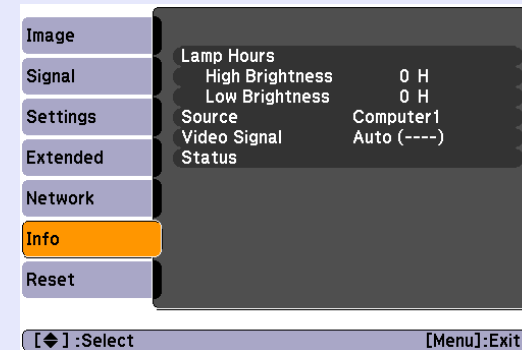 Image
Signal
Settings
Extended
Network
Info
Reset
Lamp Hours
High Brightness 0 H
Low Brightness 0 H
Source Computer1
Video Signal Auto (----)
Status
[◆] :Select [Menu]:Exit